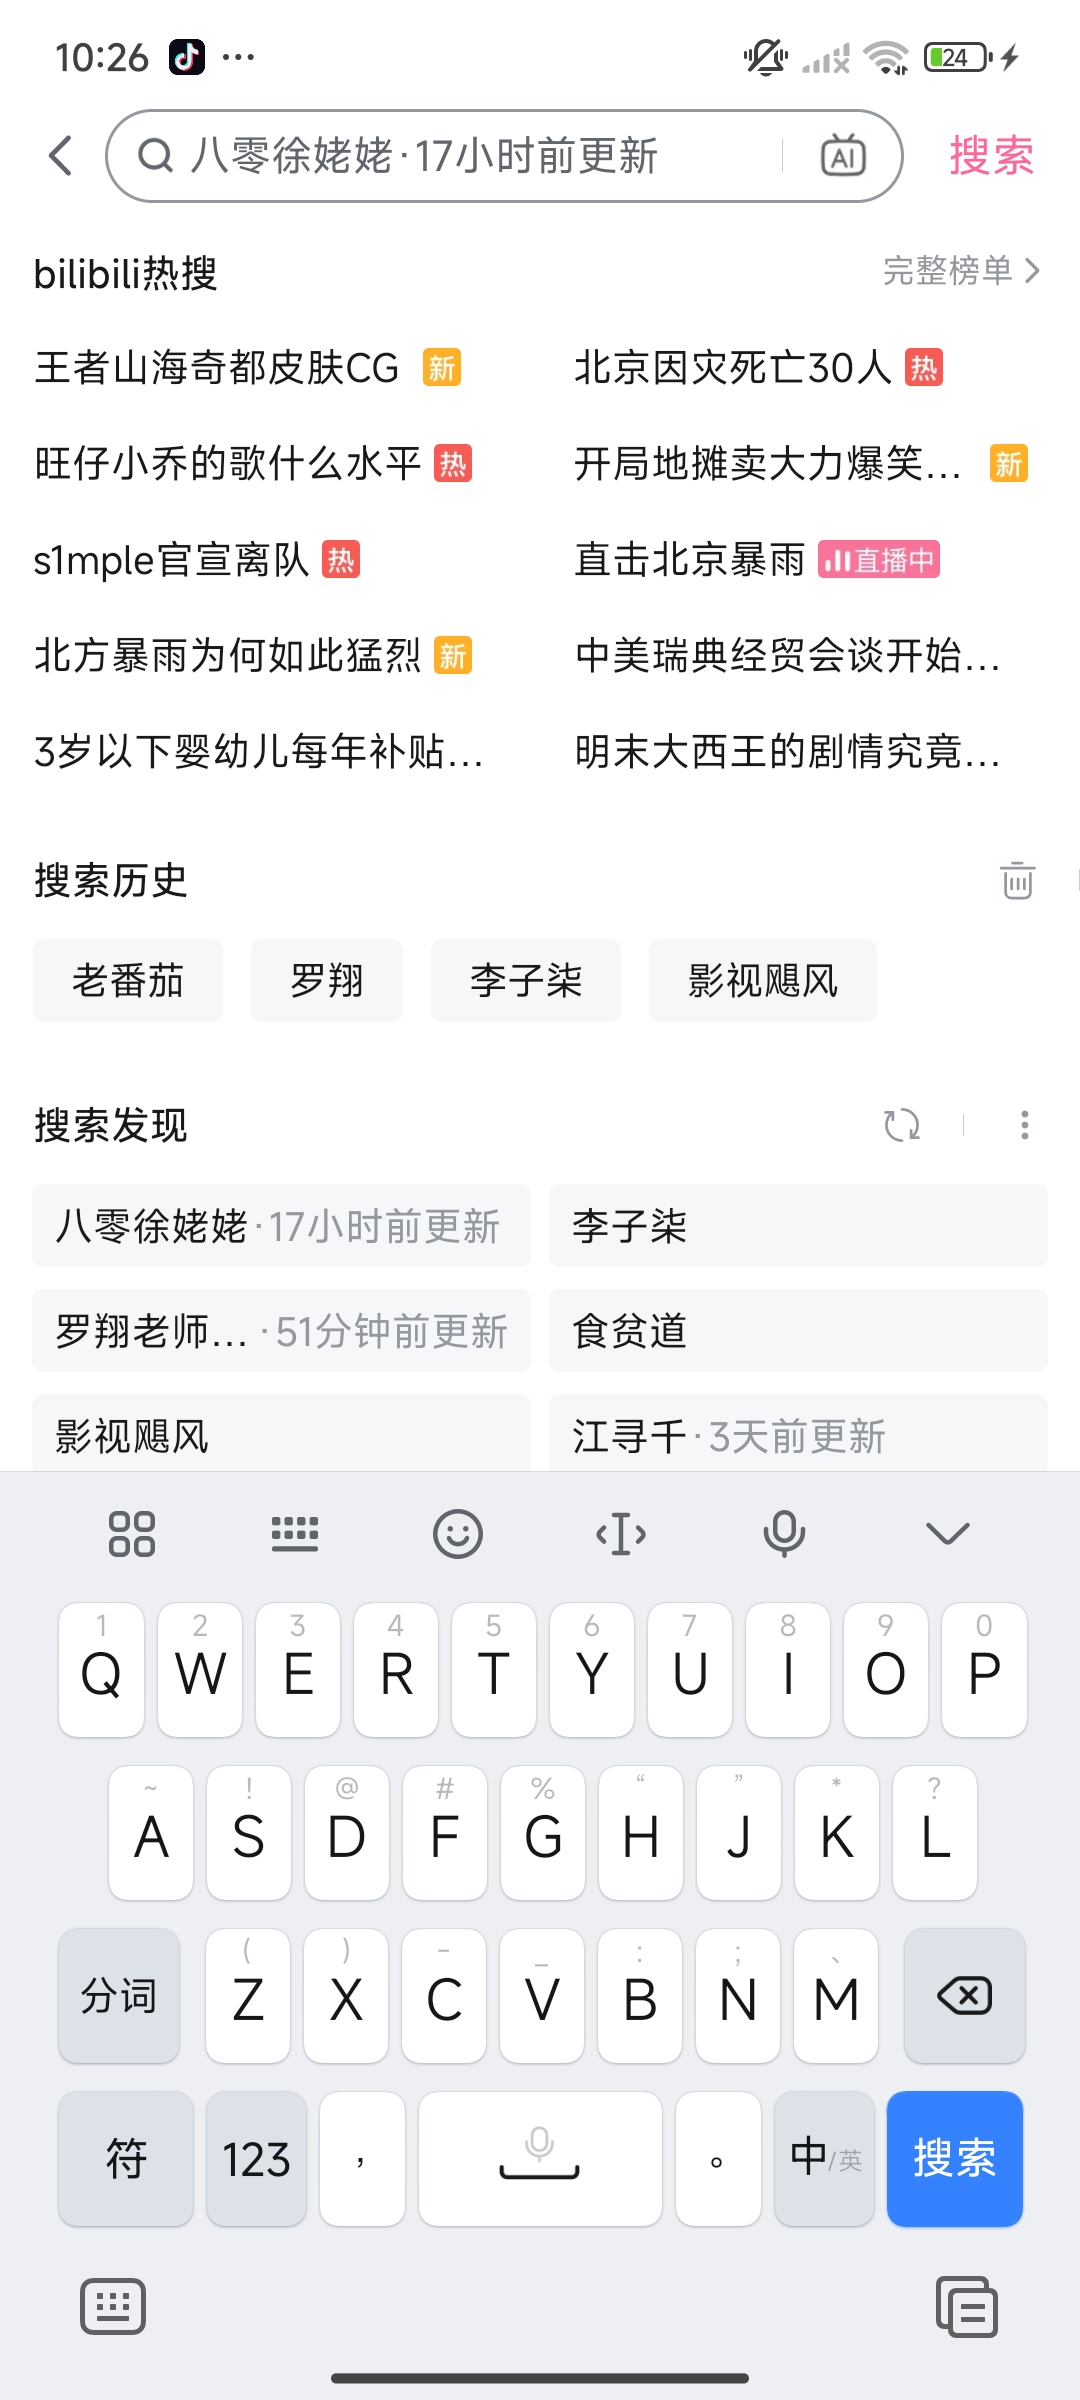 10:26 ... 24
八零徐姥姥·17小时前更新 AI 搜索
bilibili热搜 完整榜单
王者山海奇都皮肤CG 新 北京因灾死亡30人 热
旺仔小乔的歌什么水平 热 开局地摊卖大力爆笑... 新
s1mple官宣离队 热 直击北京暴雨 直播中
北方暴雨为何如此猛烈 新 中美瑞典经贸会谈开始...
3岁以下婴幼儿每年补贴... 明末大西王的剧情究竟...
搜索历史
老番茄 罗翔 李子柒 影视飓风
搜索发现
八零徐姥姥·17小时前更新 李子柒
罗翔老师... ·51分钟前更新 食贫道
影视飓风 江寻千·3天前更新
1 2 3 4 5 6 7 8 9 0
Q W E R T Y U I O P
~ ! @ # % “ ” * ?
A S D F G H J K L
( ) - _ : ; 、
分词 Z X C V B N M
符 123 , 。 中/英 搜索